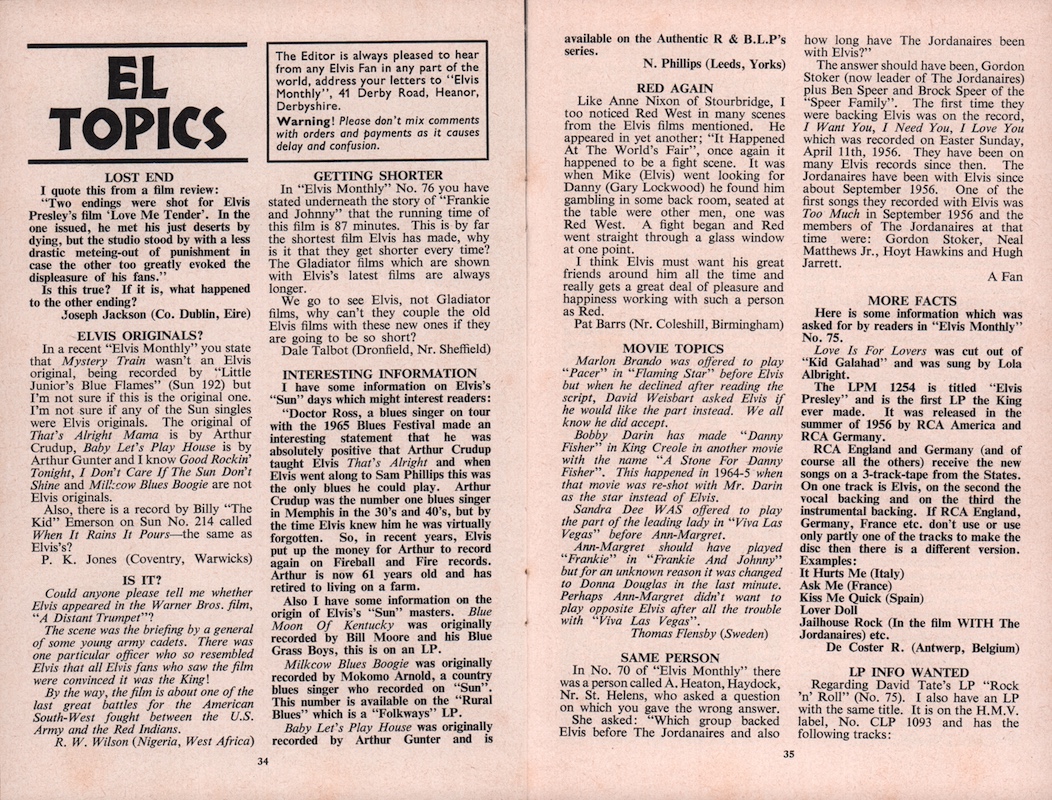 EL
TOPICS
LOST END
I quote this from a film review:
"Two endings were shot for Elvis
Presley's film 'Love Me Tender'. In the
one issued, he met his just deserts by
dying, but the studio stood by with a less
drastic meteing-out of punishment in
case the other too greatly evoked the
displeasure of his fans."
Is this true? If it is, what happened
to the other ending?
Joseph Jackson (Co. Dublin, Eire)
ELVIS ORIGINALS?
In a recent "Elvis Monthly" you state
that Mystery Train wasn't an Elvis
original, being recorded by "Little
Junior's Blue Flames" (Sun 192) but
I'm not sure if this is the original one.
I'm not sure if any of the Sun singles
were Elvis originals. The original of
That's Alright Mama is by Arthur
Crudup, Baby Let's Play House is by
Arthur Gunter and I know Good Rockin'
Tonight, I Don't Care If The Sun Don't
Shine and Milkcow Blues Boogie are not
Elvis originals.
Also, there is a record by Billy "The
Kid" Emerson on Sun No. 214 called
When It Rains It Pours—the same as
Elvis's?
P. K. Jones (Coventry, Warwicks)
IS IT?
Could anyone please tell me whether
Elvis appeared in the Warner Bros. film,
"A Distant Trumpet"?
The scene was the briefing by a general
of some young army cadets. There was
one particular officer who so resembled
Elvis that all Elvis fans who saw the film
were convinced it was the King!
By the way, the film is about one of the
last great battles for the American
South-West fought between the U.S.
Army and the Red Indians.
R. W. Wilson (Nigeria, West Africa)
The Editor is always pleased to hear
from any Elvis Fan in any part of the
world, address your letters to "Elvis
Monthly", 41 Derby Road, Heanor,
Derbyshire.
Warning! Please don't mix comments
with orders and payments as it causes
delay and confusion.
GETTING SHORTER
In "Elvis Monthly" No. 76 you have
stated underneath the story of "Frankie
and Johnny" that the running time of
this film is 87 minutes. This is by far
the shortest film Elvis has made, why
is it that they get shorter every time?
The Gladiator films which are shown
with Elvis's latest films are always
longer.
We go to see Elvis, not Gladiator
films, why can't they couple the old
Elvis films with these new ones if they
are going to be so short?
Dale Talbot (Dronfield, Nr. Sheffield)
INTERESTING INFORMATION
I have some information on Elvis's
"Sun" days which might interest readers:
"Doctor Ross, a blues singer on tour
with the 1965 Blues Festival made an
interesting statement that he was
absolutely positive that Arthur Crudup
taught Elvis That's Alright and when
Elvis went along to Sam Phillips this was
the only blues he could play. Arthur
Crudup was the number one blues singer
in Memphis in the 30's and 40's, but by
the time Elvis knew him he was virtually
forgotten. So, in recent years, Elvis
put up the money for Arthur to record
again on Fireball and Fire records.
Arthur is now 61 years old and has
retired to living on a farm.
Also I have some information on the
origin of Elvis's "Sun" masters. Blue
Moon Of Kentucky was originally
recorded by Bill Moore and his Blue
Grass Boys, this is on an LP.
Milkcow Blues Boogie was originally
recorded by Mokomo Arnold, a country
blues singer who recorded on "Sun".
This number is available on the "Rural
Blues" which is a "Folkways" LP.
Baby Let's Play House was originally
recorded by Arthur Gunter and is
34
available on the Authentic R & B.L.P's
series.
N. Phillips (Leeds, Yorks)
RED AGAIN
Like Anne Nixon of Stourbridge, I
too noticed Red West in many scenes
from the Elvis films mentioned. He
appeared in yet another; "It Happened
At The World's Fair", once again it
happened to be a fight scene. It was
when Mike (Elvis) went looking for
Danny (Gary Lockwood) he found him
gambling in some back room, seated at
the table were other men, one was
Red West. A fight began and Red
went straight through a glass window
at one point.
I think Elvis must want his great
friends around him all the time and
really gets a great deal of pleasure and
happiness working with such a person
as Red.
Pat Barrs (Nr. Coleshill, Birmingham)
MOVIE TOPICS
Marlon Brando was offered to play
"Pacer" in "Flaming Star" before Elvis
but when he declined after reading the
script, David Weisbart asked Elvis if
he would like the part instead. We all
know he did accept.
Bobby Darin has made "Danny
Fisher" in King Creole in another movie
with the name "A Stone For Danny
Fisher". This happened in 1964-5 when
that movie was re-shot with Mr. Darin
as the star instead of Elvis.
Sandra Dee WAS offered to play
the part of the leading lady in "Viva Las
Vegas" before Ann-Margret.
Ann-Margret should have played
"Frankie" in "Frankie And Johnny"
but for an unknown reason it was changed
to Donna Douglas in the last minute.
Perhaps Ann-Margret didn't want to
play opposite Elvis after all the trouble
with "Viva Las Vegas".
Thomas Flensby (Sweden)
SAME PERSON
In No. 70 of "Elvis Monthly" there
was a person called A. Heaton, Haydock,
Nr. St. Helens, who asked a question
on which you gave the wrong answer.
She asked: "Which group backed
Elvis before The Jordanaires and also
how long have The Jordanaires been
with Elvis?"
The answer should have been, Gordon
Stoker (now leader of The Jordanaires)
plus Ben Speer and Brock Speer of the
"Speer Family". The first time they
were backing Elvis was on the record,
I Want You, I Need You, I Love You
which was recorded on Easter Sunday,
April 11th, 1956. They have been on
many Elvis records since then. The
Jordanaires have been with Elvis since
about September 1956. One of the
first songs they recorded with Elvis was
Too Much in September 1956 and the
members of The Jordanaires at that
time were: Gordon Stoker, Neal
Matthews Jr., Hoyt Hawkins and Hugh
Jarrett.
A Fan
MORE FACTS
Here is some information which was
asked for by readers in "Elvis Monthly"
No. 75.
Love Is For Lovers was cut out of
"Kid Galahad" and was sung by Lola
Albright.
The LPM 1254 is titled "Elvis
Presley" and is the first LP the King
ever made. It was released in the
summer of 1956 by RCA America and
RCA Germany.
RCA England and Germany (and of
course all the others) receive the new
songs on a 3-track-tape from the States.
On one track is Elvis, on the second the
vocal backing and on the third the
instrumental backing. If RCA England,
Germany, France etc. don't use or use
only partly one of the tracks to make the
disc then there is a different version.
Examples:
It Hurts Me (Italy)
Ask Me (France)
Kiss Me Quick (Spain)
Lover Doll
Jailhouse Rock (In the film WITH The
Jordanaires) etc.
De Coster R. (Antwerp, Belgium)
LP INFO WANTED
Regarding David Tate's LP "Rock
'n' Roll" (No. 75). I also have an LP
with the same title. It is on the H.M.V.
label, No. CLP 1093 and has the
following tracks:
35